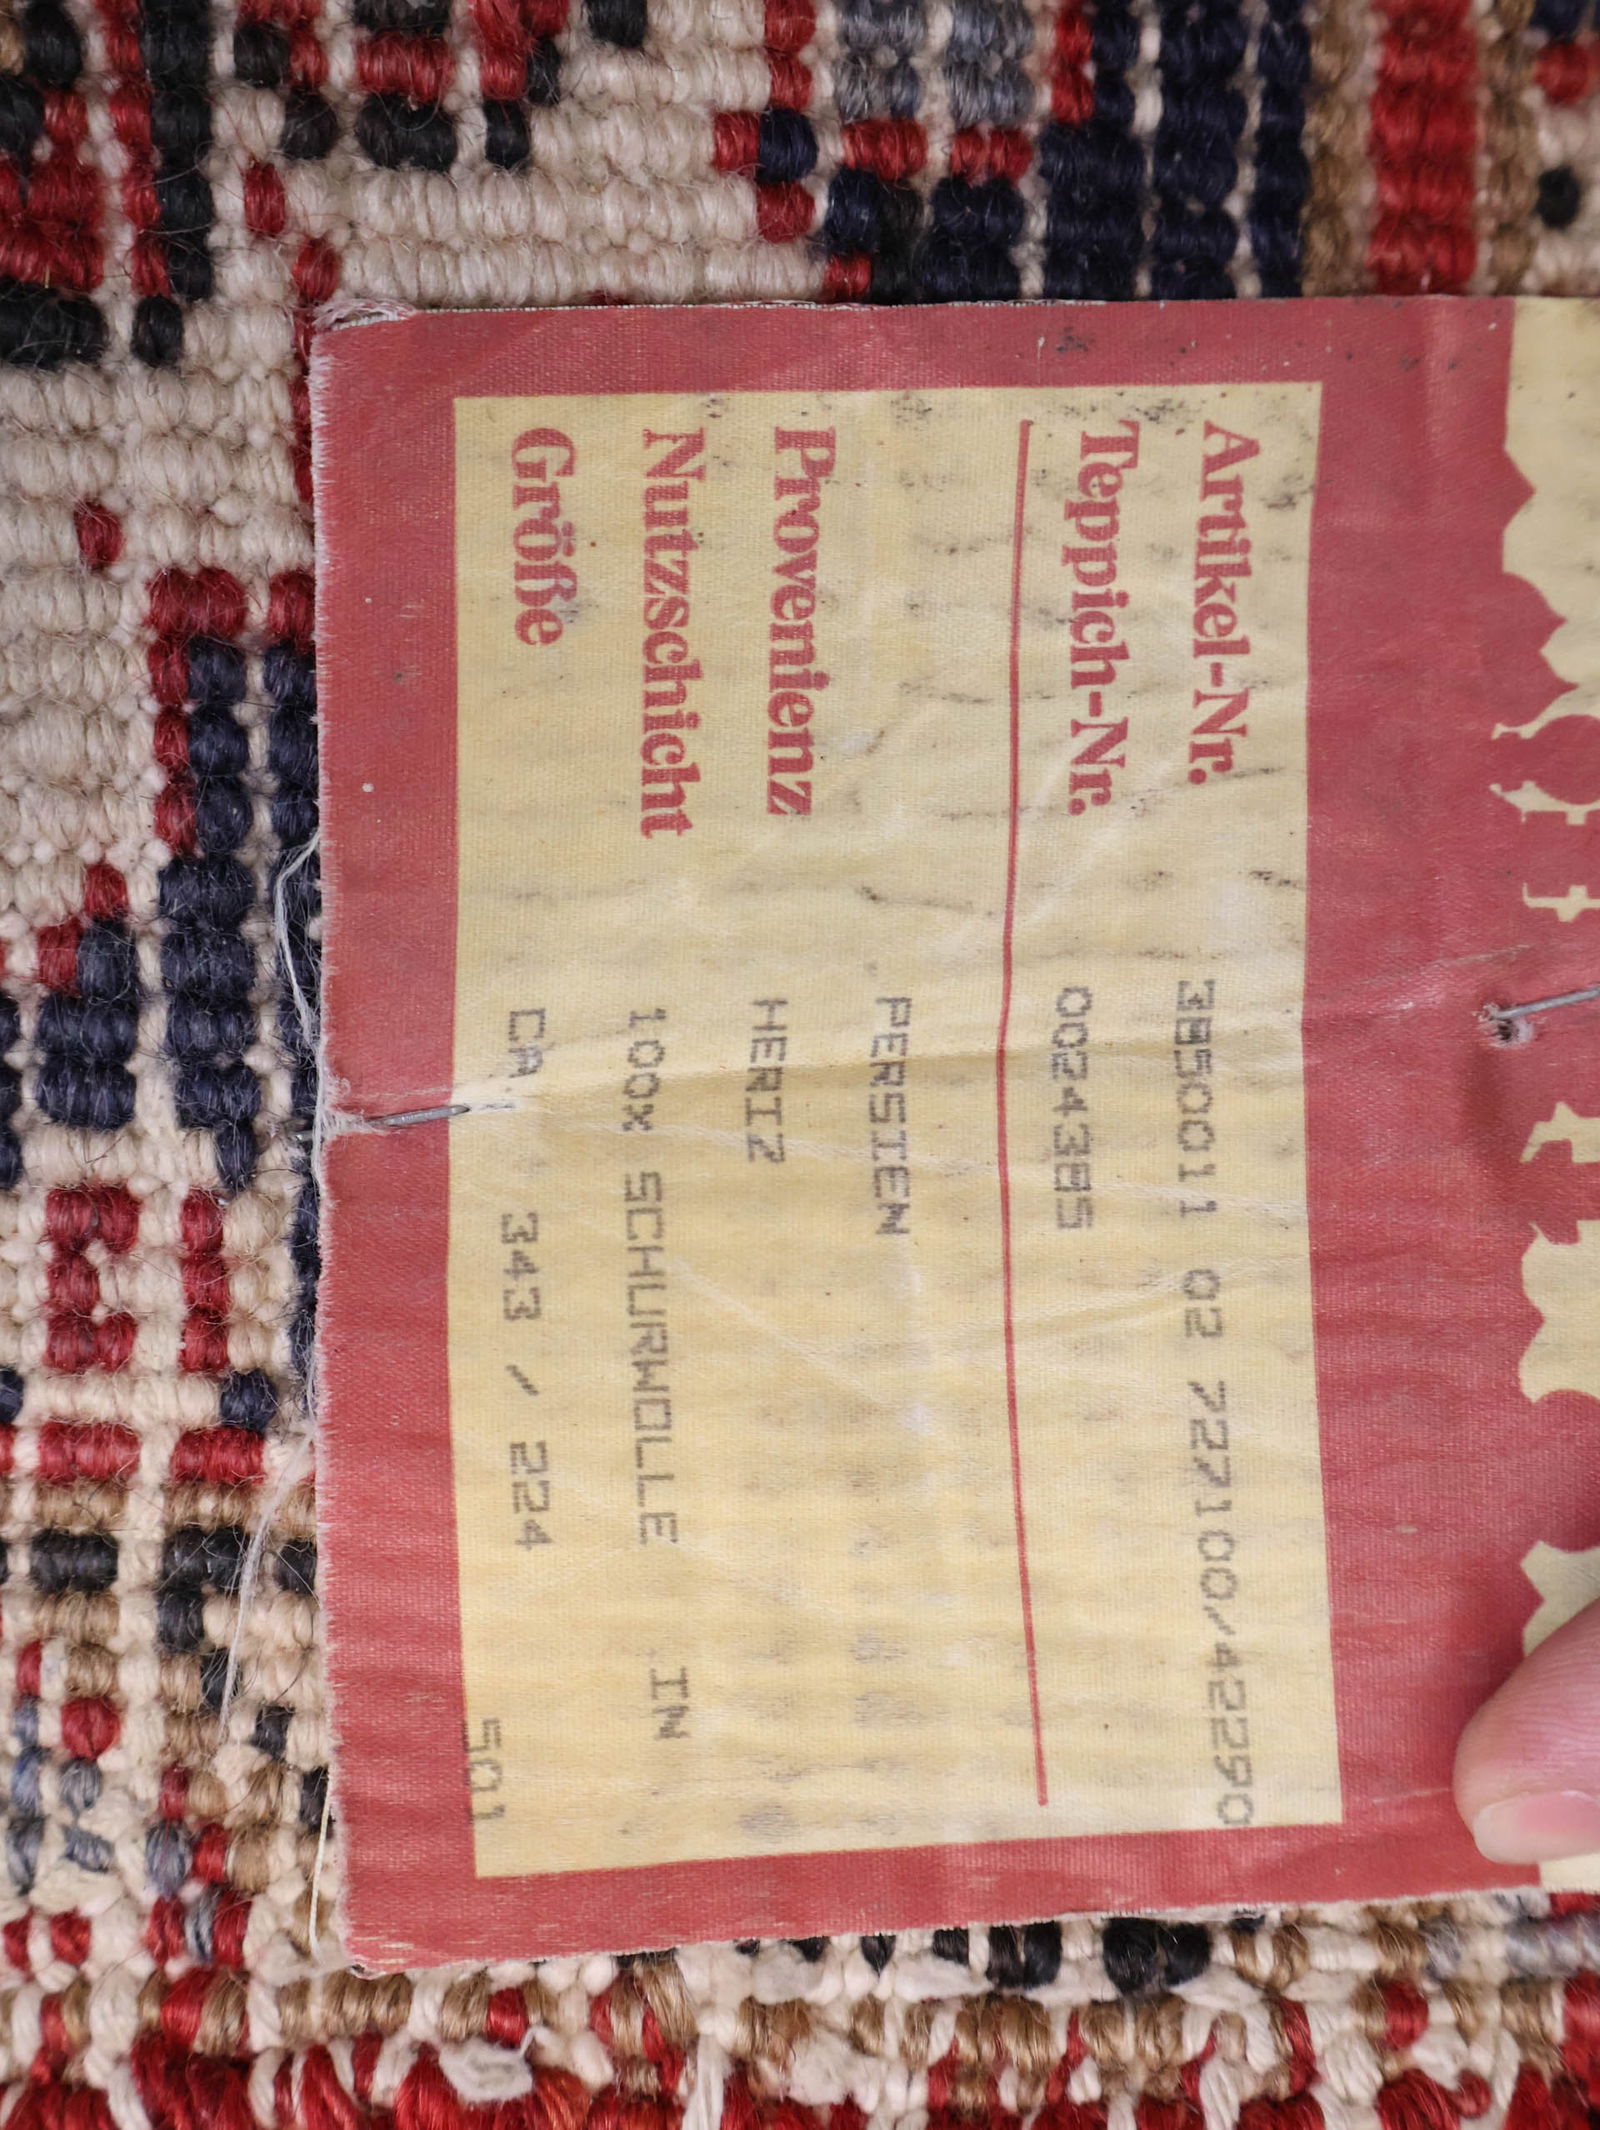 Artikel-Nr. 385011 02 727100/42290
Teppich-Nr. 0024385
PERSIEN
Provenienz HERIZ
Nutzschicht 100% SCHURWOLLE IN
Größe CA. 343 / 224
501